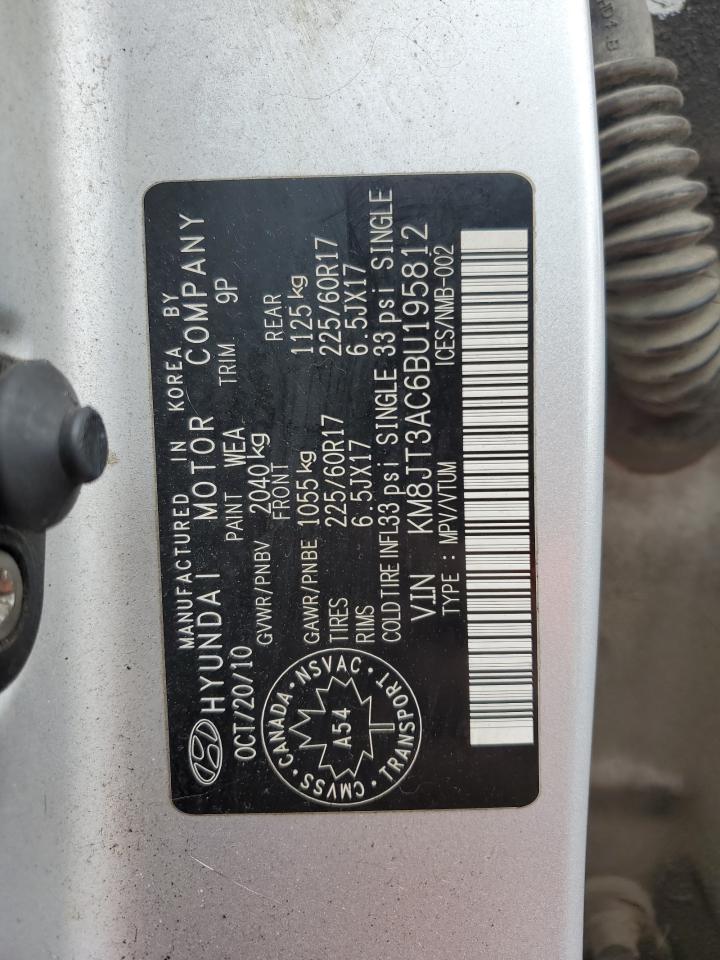 MANUFACTURED IN KOREA BY
HYUNDAI MOTOR COMPANY
OCT/20/10 PAINT WEA TRIM 9P
GVWR/PNBV 2040kg
FRONT REAR
GAWR/PNBE 1055kg 1125kg
TIRES 225/60R17 225/60R17
RIMS 6.5JX17 6.5JX17
COLD TIRE INFL33 psi SINGLE 33 psi SINGLE
VIN KM8JT3AC6BU195812
TYPE : MPV/VTUM ICES/NMB-002
CANADA · NSVAC · TRANSPORT · CMVSS ·
A54